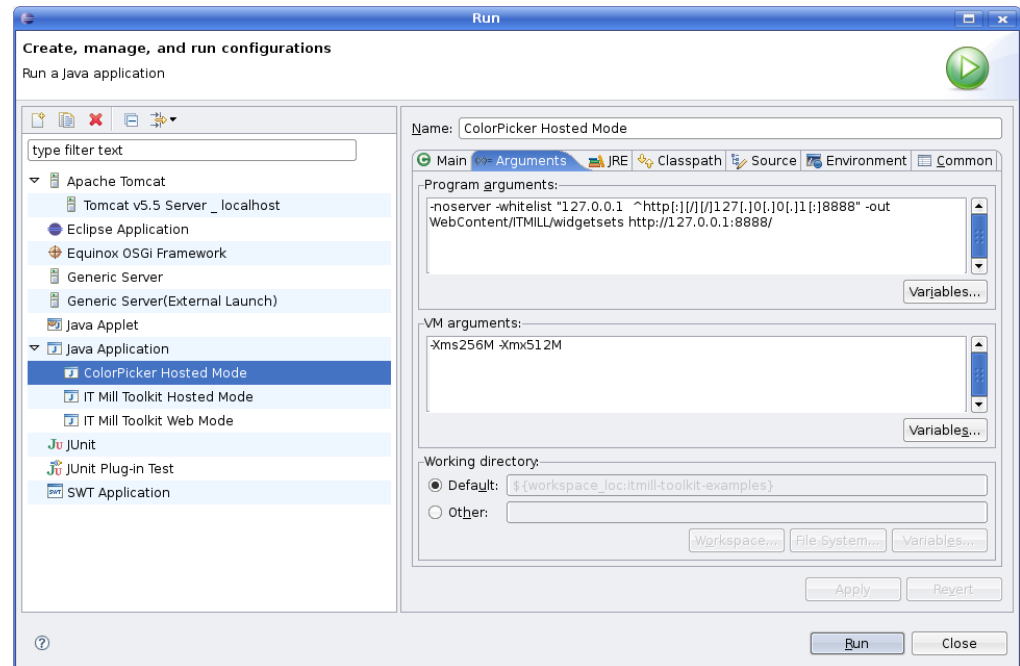 Run
Create, manage, and run configurations
Run a Java application
type filter text
Apache Tomcat
Tomcat v5.5 Server _ localhost
Eclipse Application
Equinox OSGi Framework
Generic Server
Generic Server(External Launch)
Java Applet
Java Application
ColorPicker Hosted Mode
IT Mill Toolkit Hosted Mode
IT Mill Toolkit Web Mode
JUnit
JUnit Plug-in Test
SWT Application
Name: ColorPicker Hosted Mode
Main Arguments JRE Classpath Source Environment Common
Program arguments:
-noserver -whitelist "127.0.0.1  ^http[:][/][/]127[.]0[.]0[.]1[:]8888" -out
WebContent/ITMILL/widgetsets http://127.0.0.1:8888/
Variables...
VM arguments:
-Xms256M -Xmx512M
Variables...
Working directory:
Default: ${workspace_loc:itmill-toolkit-examples}
Other:
Workspace... File System... Variables...
Apply Revert
Run Close